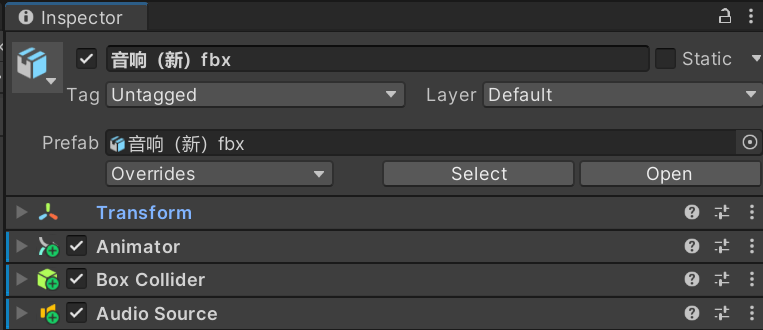 Inspector
音响（新）fbx
Static
Tag Untagged Layer Default
Prefab 音响（新）fbx
Overrides Select Open
Transform
Animator
Box Collider
Audio Source